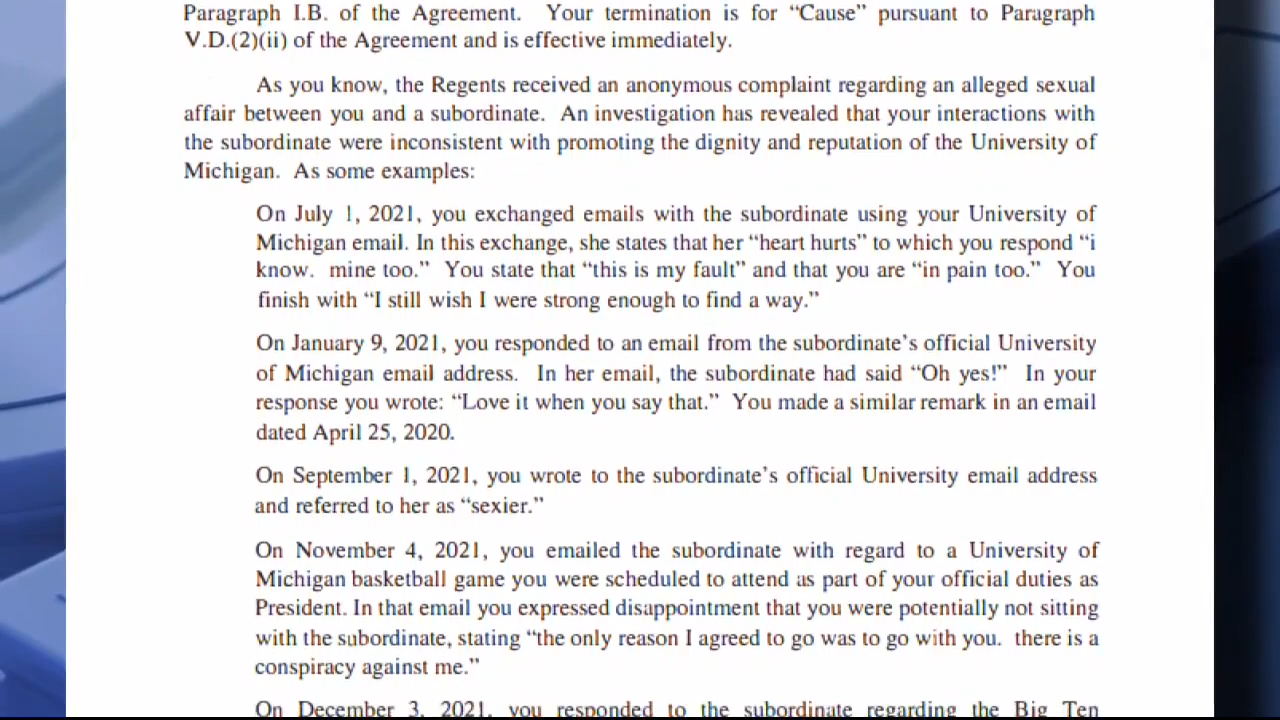 Paragraph I.B. of the Agreement. Your termination is for “Cause” pursuant to Paragraph
V.D.(2)(ii) of the Agreement and is effective immediately.
As you know, the Regents received an anonymous complaint regarding an alleged sexual
affair between you and a subordinate. An investigation has revealed that your interactions with
the subordinate were inconsistent with promoting the dignity and reputation of the University of
Michigan. As some examples:
On July 1, 2021, you exchanged emails with the subordinate using your University of
Michigan email. In this exchange, she states that her “heart hurts” to which you respond “i
know. mine too.” You state that “this is my fault” and that you are “in pain too.” You
finish with “I still wish I were strong enough to find a way.”
On January 9, 2021, you responded to an email from the subordinate’s official University
of Michigan email address. In her email, the subordinate had said “Oh yes!” In your
response you wrote: “Love it when you say that.” You made a similar remark in an email
dated April 25, 2020.
On September 1, 2021, you wrote to the subordinate’s official University email address
and referred to her as “sexier.”
On November 4, 2021, you emailed the subordinate with regard to a University of
Michigan basketball game you were scheduled to attend as part of your official duties as
President. In that email you expressed disappointment that you were potentially not sitting
with the subordinate, stating “the only reason I agreed to go was to go with you. there is a
conspiracy against me.”
On December 3, 2021, you responded to the subordinate regarding the Big Ten